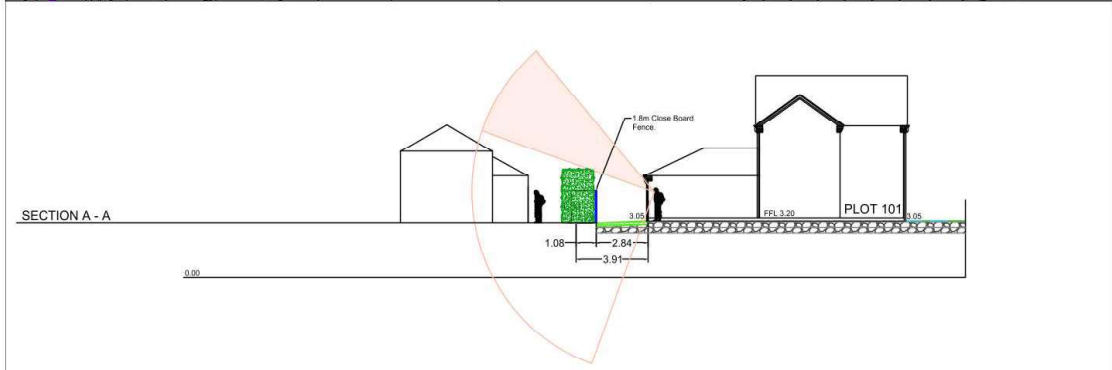 1.8m Close Board
Fence.
SECTION A - A
3.05
FFL 3.20
PLOT 101
3.05
1.08
2.84
3.91
0.00